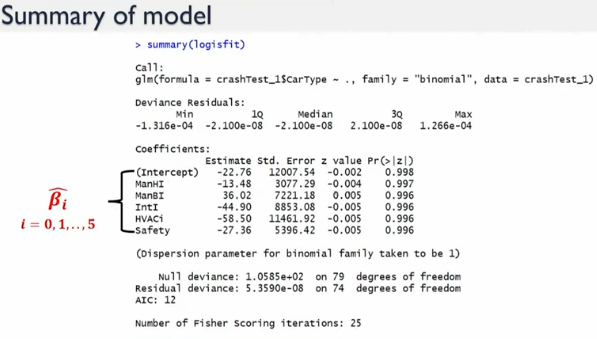 Summary of model
> summary(logisfit)
Call:
glm(formula = crashTest_1$CarType ~ ., family = "binomial", data = crashTest_1)
Deviance Residuals:
Min 1Q Median 3Q Max
-1.316e-04 -2.100e-08 -2.100e-08 2.100e-08 1.266e-04
Coefficients:
Estimate Std. Error z value Pr(>|z|)
(Intercept) -22.76 12007.54 -0.002 0.998
ManHI -13.48 3077.29 -0.004 0.997
ManBI 36.02 7221.18 0.005 0.996
IntI -44.90 8853.08 -0.005 0.996
HVACi -58.50 11461.92 -0.005 0.996
Safety -27.36 5396.42 -0.005 0.996
β̂i
i = 0, 1, .., 5
(Dispersion parameter for binomial family taken to be 1)
Null deviance: 1.0585e+02 on 79 degrees of freedom
Residual deviance: 5.3590e-08 on 74 degrees of freedom
AIC: 12
Number of Fisher Scoring iterations: 25